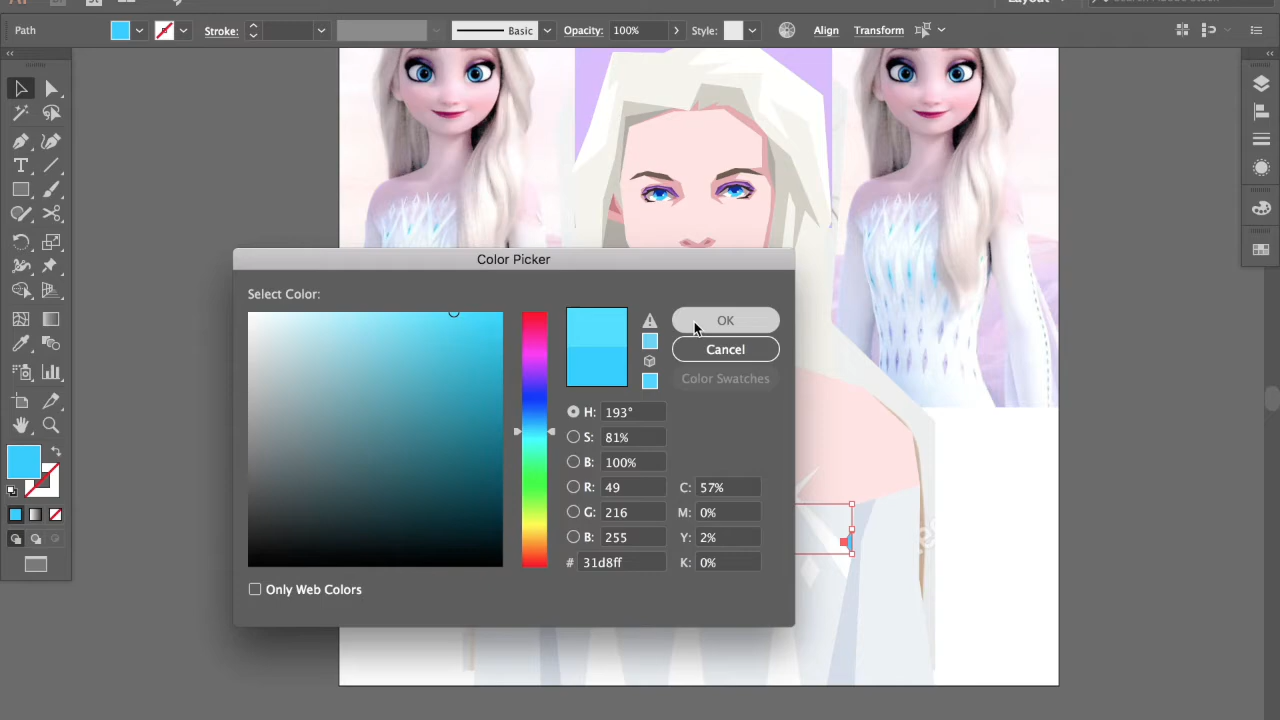 Layout
Path
Stroke:
Basic
Opacity:
100%
Style:
Align
Transform
Color Picker
Select Color:
OK
Cancel
Color Swatches
H: 193°
S: 81%
B: 100%
R: 49
C: 57%
G: 216
M: 0%
B: 255
Y: 2%
# 31d8ff
K: 0%
Only Web Colors